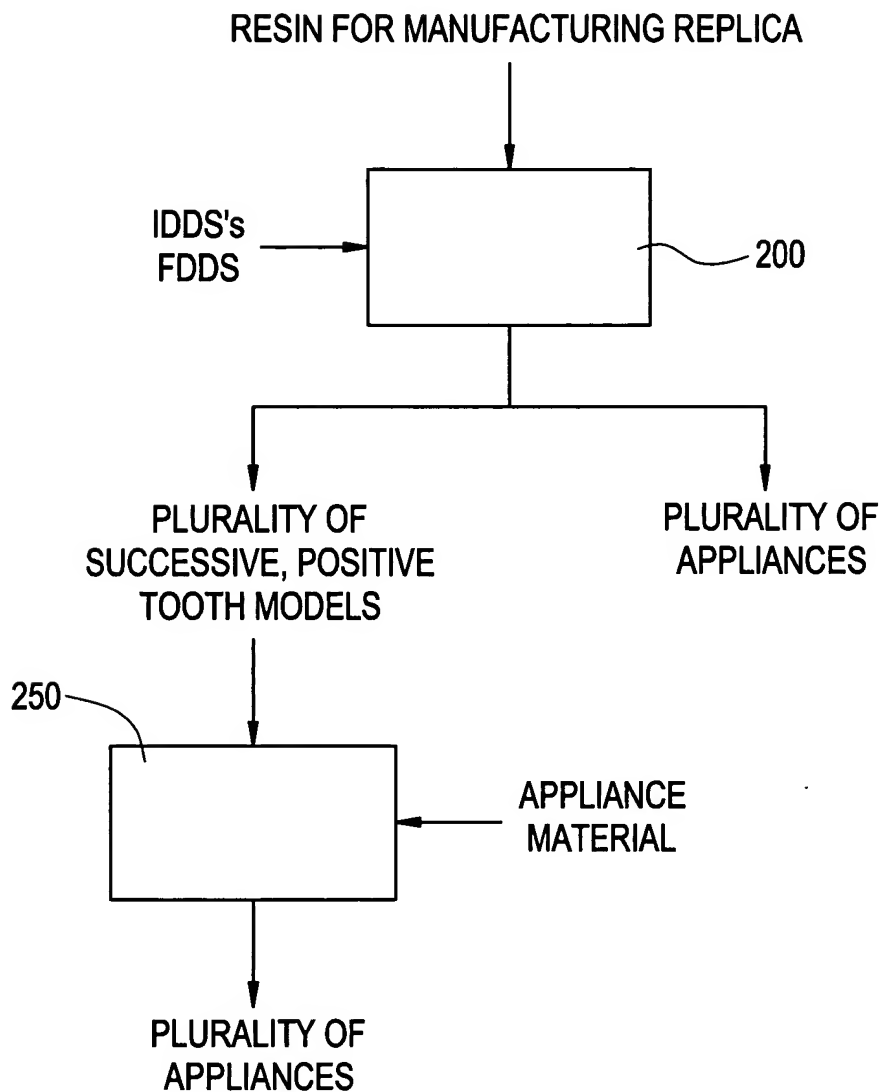 RESIN FOR MANUFACTURING REPLICA
IDDS's
FDDS
200
PLURALITY OF
SUCCESSIVE, POSITIVE
TOOTH MODELS
PLURALITY OF
APPLIANCES
250
APPLIANCE
MATERIAL
PLURALITY OF
APPLIANCES